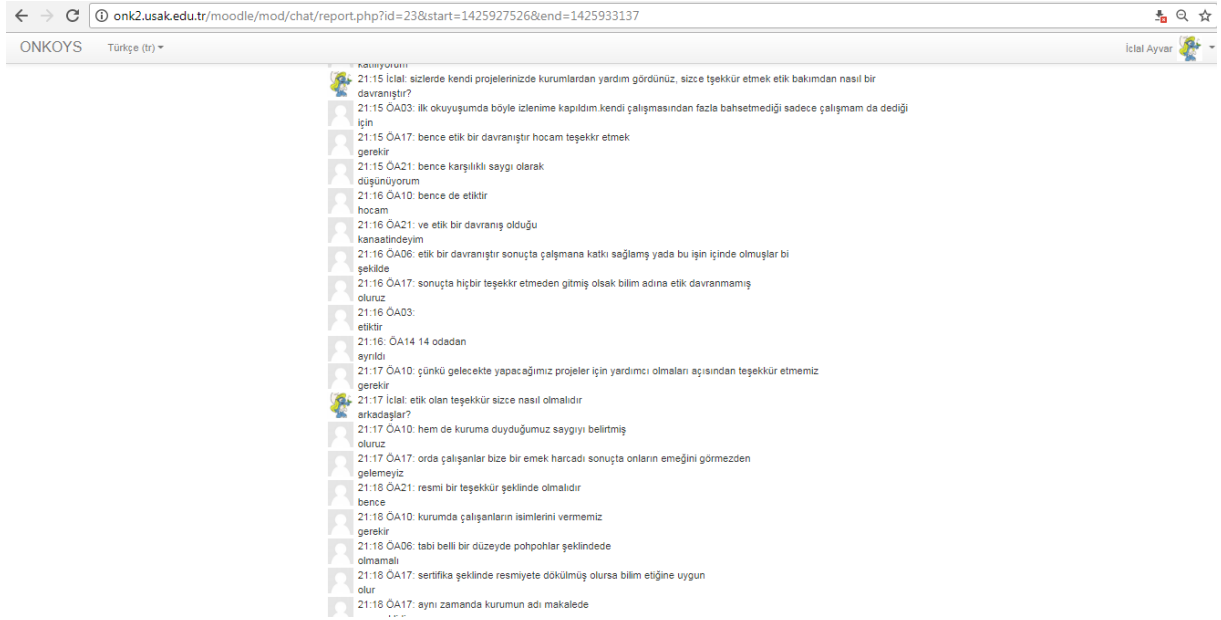 onk2.usak.edu.tr/moodle/mod/chat/report.php?id=23&start=1425927526&end=1425933137
ONKOYS Türkçe (tr) İclal Ayvar
katılıyorum
21:15 İclal: sizlerde kendi projelerinizde kurumlardan yardım gördünüz, sizce tşekkür etmek etik bakımdan nasıl bir
davranıştır?
21:15 ÖA03: ilk okuyuşumda böyle izlenime kapıldım.kendi çalışmasından fazla bahsetmediği sadece çalışmam da dediği
için
21:15 ÖA17: bence etik bir davranıştır hocam teşekkr etmek
gerekir
21:15 ÖA21: bence karşılıklı saygı olarak
düşünüyorum
21:16 ÖA10: bence de etiktir
hocam
21:16 ÖA21: ve etik bir davranış olduğu
kanaatindeyim
21:16 ÖA06: etik bir davranıştır sonuçta çalşmana katkı sağlamş yada bu işin içinde olmuşlar bi
şekilde
21:16 ÖA17: sonuçta hiçbir teşekkr etmeden gitmiş olsak bilim adına etik davranmamış
oluruz
21:16 ÖA03:
etiktir
21:16: ÖA14 14 odadan
ayrıldı
21:17 ÖA10: çünkü gelecekte yapacağımız projeler için yardımcı olmaları açısından teşekkür etmemiz
gerekir
21:17 İclal: etik olan teşekkür sizce nasıl olmalıdır
arkadaşlar?
21:17 ÖA10: hem de kuruma duyduğumuz saygıyı belirtmiş
oluruz
21:17 ÖA17: orda çalışanlar bize bir emek harcadı sonuçta onların emeğini görmezden
gelemeyiz
21:18 ÖA21: resmi bir teşekkür şeklinde olmalıdır
bence
21:18 ÖA10: kurumda çalışanların isimlerini vermemiz
gerekir
21:18 ÖA06: tabi belli bir düzeyde pohpohlar şeklindede
olmamalı
21:18 ÖA17: sertifika şeklinde resmiyete dökülmüş olursa bilim etiğine uygun
olur
21:18 ÖA17: aynı zamanda kurumun adı makalede